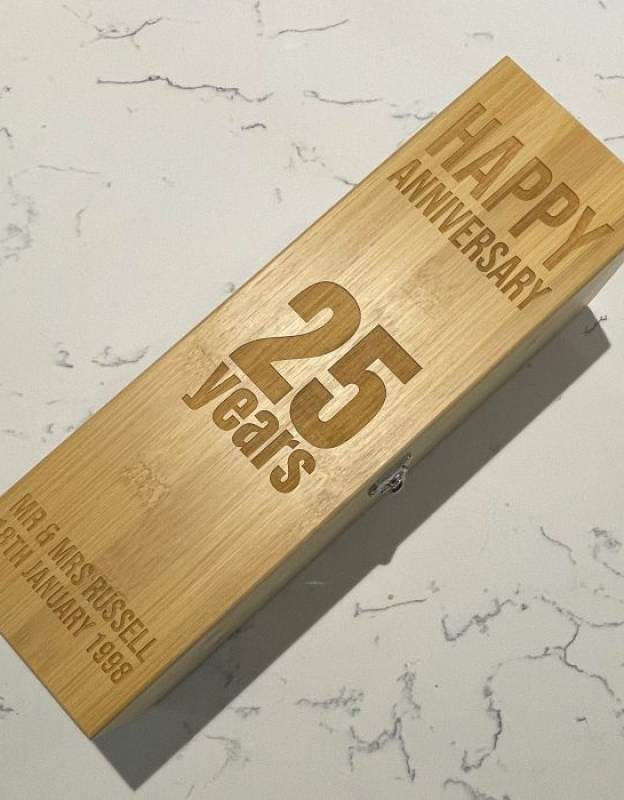 HAPPY
ANNIVERSARY
25
years
MR & MRS RUSSELL
JANUARY 1998